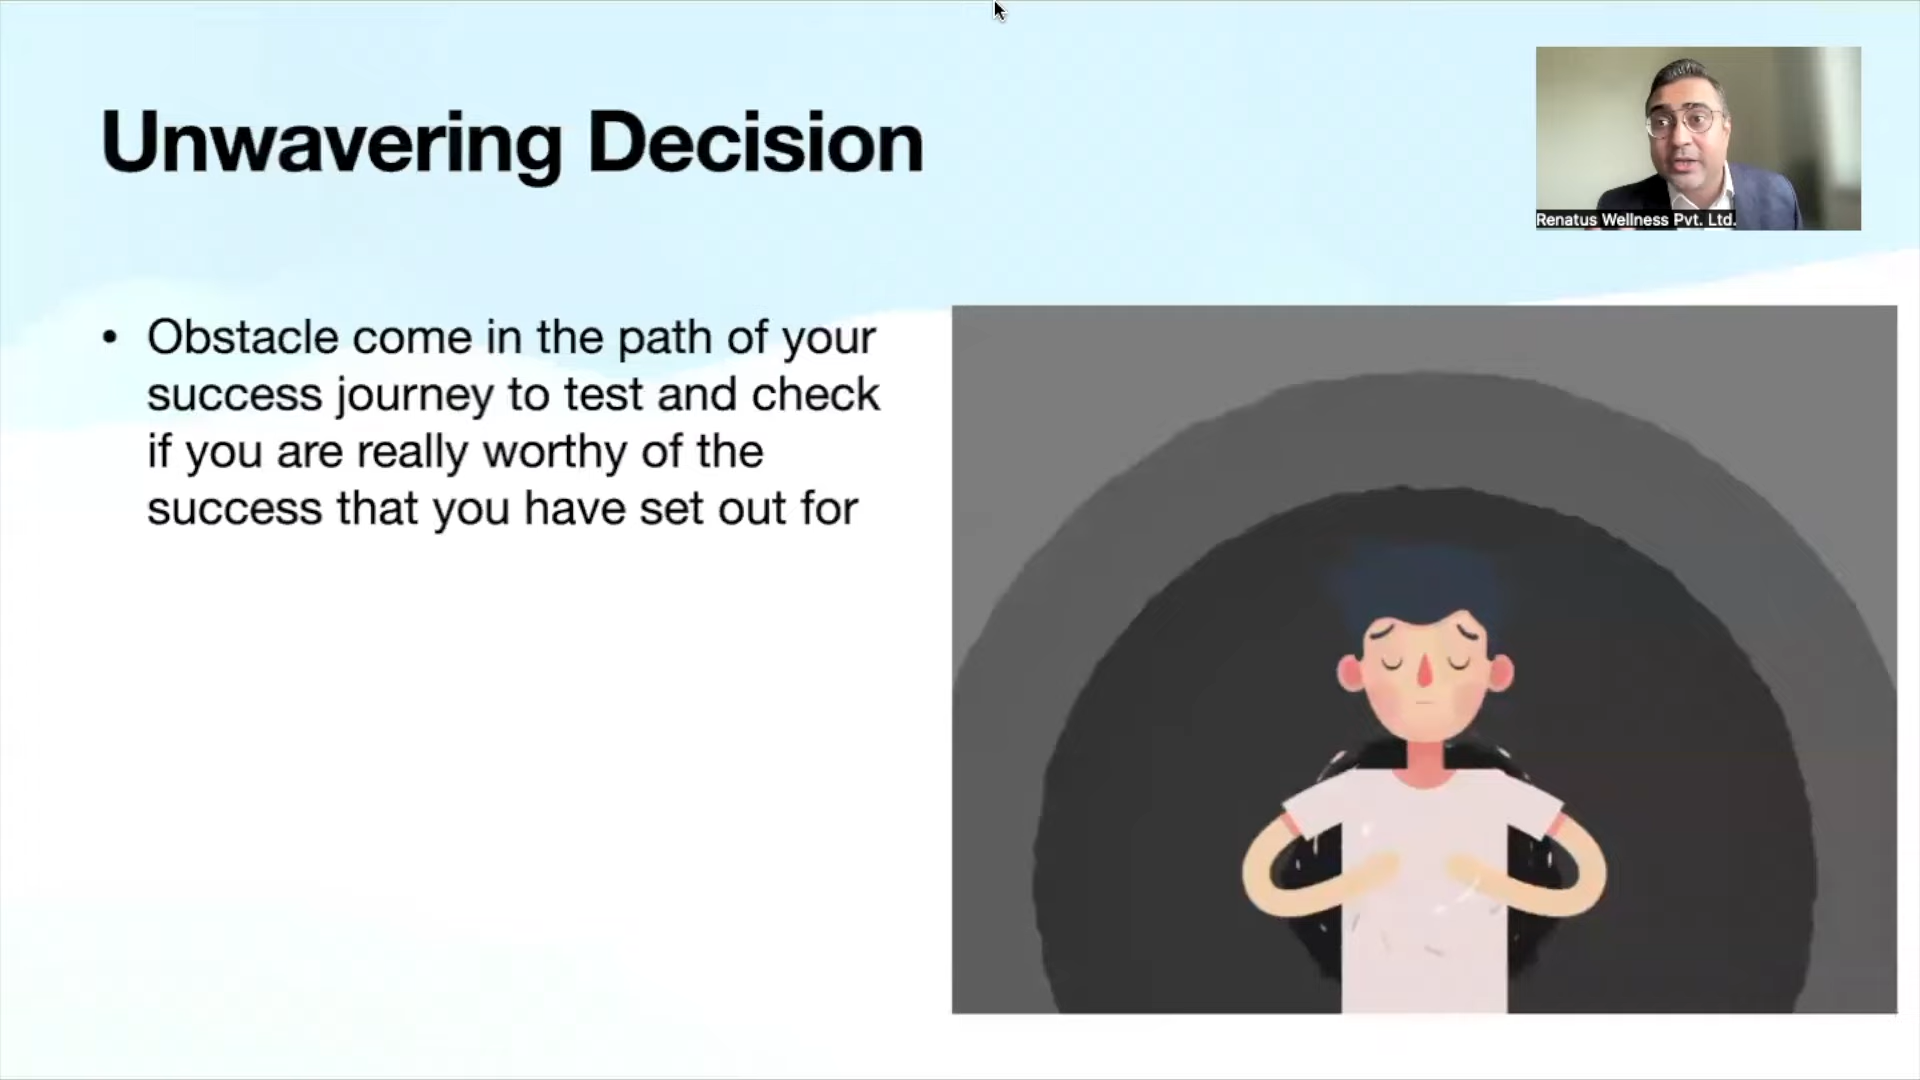 Unwavering Decision
Renatus Wellness Pvt. Ltd.
• Obstacle come in the path of your
success journey to test and check
if you are really worthy of the
success that you have set out for